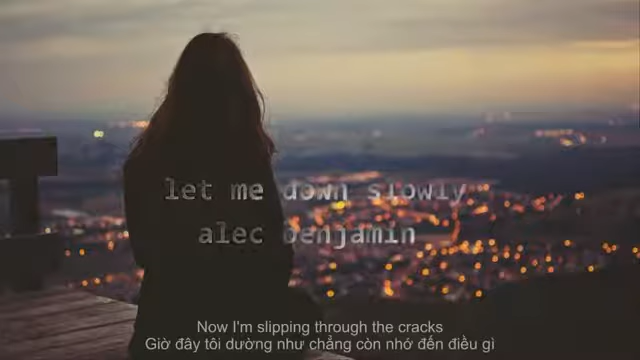 let me down slowly
alec benjamin
Now I'm slipping through the cracks
Giờ đây tôi dường như chẳng còn nhớ đến điều gì